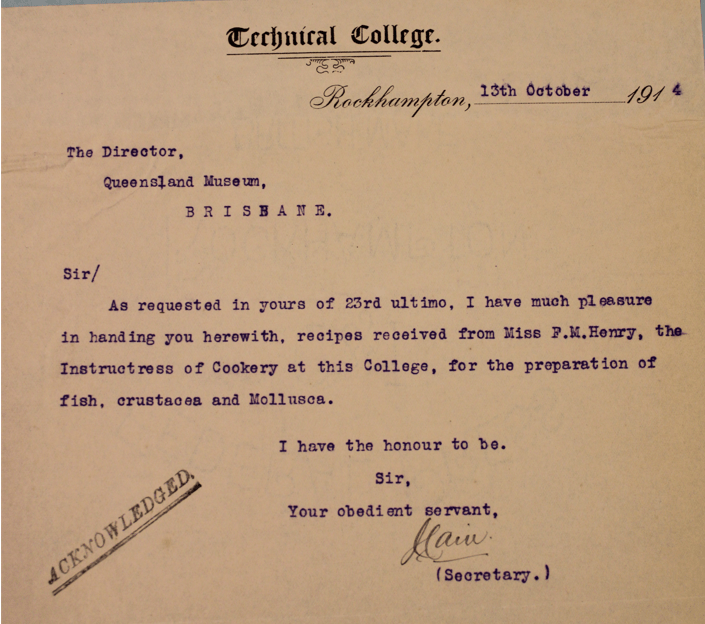 Technical College.
Rockhampton, 13th October 1914
The Director,
Queensland Museum,
BRISBANE.
Sir/
As requested in yours of 23rd ultimo, I have much pleasure
in handing you herewith, recipes received from Miss F.M.Henry, the
Instructress of Cookery at this College, for the preparation of
fish, crustacea and Mollusca.
I have the honour to be.
Sir,
Your obedient servant,
(Secretary.)
ACKNOWLEDGED.